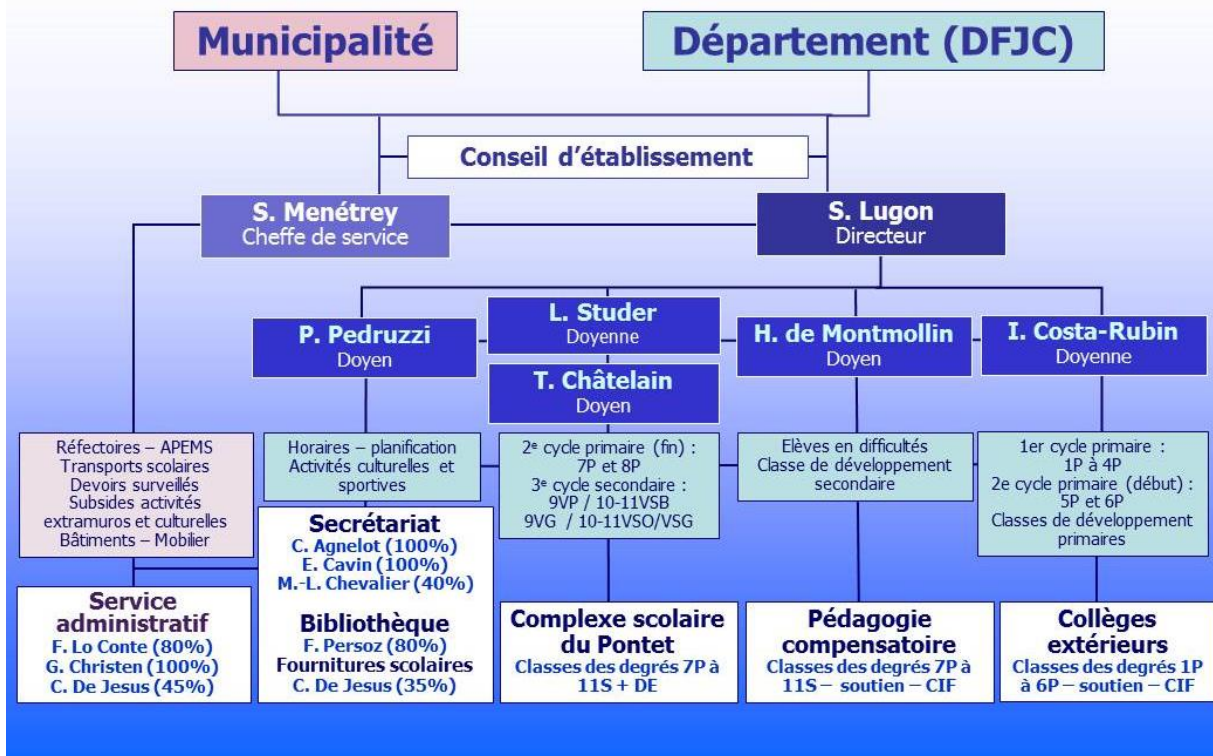 Municipalité
Département (DFJC)
Conseil d'établissement
S. Menétrey
Cheffe de service
S. Lugon
Directeur
P. Pedruzzi
Doyen
L. Studer
Doyenne
T. Châtelain
Doyen
H. de Montmollin
Doyen
I. Costa-Rubin
Doyenne
Réfectoires – APEMS
Transports scolaires
Devoirs surveillés
Subsides activités
extramuros et culturelles
Bâtiments – Mobilier
Horaires – planification
Activités culturelles et
sportives
2e cycle primaire (fin) :
7P et 8P
3e cycle secondaire :
9VP / 10-11VSB
9VG / 10-11VSO/VSG
Elèves en difficultés
Classe de développement
secondaire
1er cycle primaire :
1P à 4P
2e cycle primaire (début) :
5P et 6P
Classes de développement
primaires
Service
administratif
F. Lo Conte (80%)
G. Christen (100%)
C. De Jesus (45%)
Secrétariat
C. Agnelot (100%)
E. Cavin (100%)
M.-L. Chevalier (40%)
Bibliothèque
F. Persoz (80%)
Fournitures scolaires
C. De Jesus (35%)
Complexe scolaire
du Pontet
Classes des degrés 7P à
11S + DE
Pédagogie
compensatoire
Classes des degrés 7P à
11S – soutien – CIF
Collèges
extérieurs
Classes des degrés 1P
à 6P – soutien – CIF